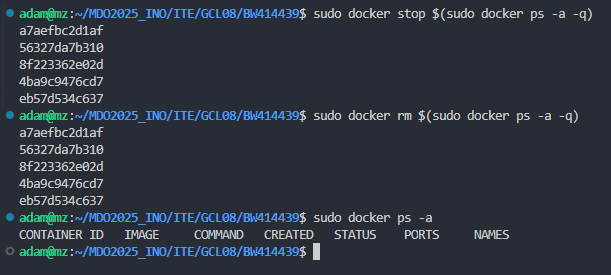 adam@mz:~/MDO2025_INO/ITE/GCL08/BW414439$ sudo docker stop $(sudo docker ps -a -q)
a7aefbc2d1af
56327da7b310
8f223362e02d
4ba9c9476cd7
eb57d534c637
adam@mz:~/MDO2025_INO/ITE/GCL08/BW414439$ sudo docker rm $(sudo docker ps -a -q)
a7aefbc2d1af
56327da7b310
8f223362e02d
4ba9c9476cd7
eb57d534c637
adam@mz:~/MDO2025_INO/ITE/GCL08/BW414439$ sudo docker ps -a
CONTAINER ID   IMAGE     COMMAND   CREATED   STATUS    PORTS     NAMES
adam@mz:~/MDO2025_INO/ITE/GCL08/BW414439$